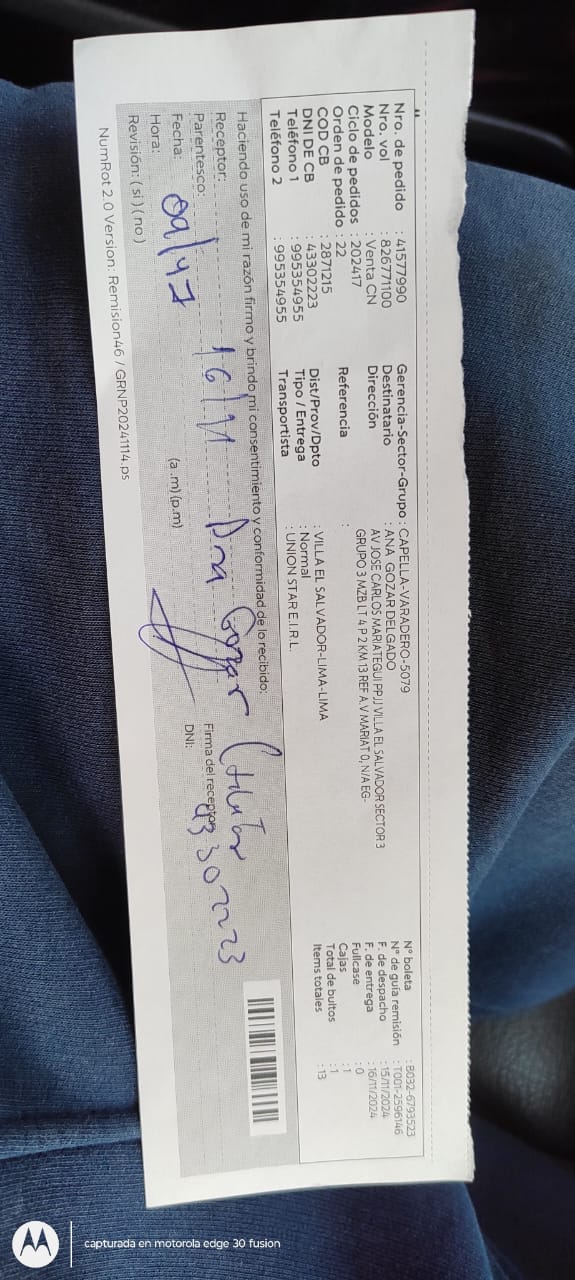 Nro. de pedido : 41577990
Nro. vol : 826771100
Modelo : Venta CN
Ciclo de pedidos : 202417
Orden de pedido : 22
COD CB : 2871215
DNI DE CB : 43302223
Teléfono 1 : 995354955
Teléfono 2 : 995354955
Gerencia-Sector-Grupo : CAPELLA-VARADERO-5079
Destinatario : ANA GOZAR DELGADO
Dirección : AV JOSE CARLOS MARIATEGUI PPJJ VILLA EL SALVADOR SECTOR 3
GRUPO 3 MZB LT 4 P 2 KM.13 REF A.V MARIAT 0; N/A EG-
Referencia :
Dist/Prov/Dpto : VILLA EL SALVADOR-LIMA-LIMA
Tipo / Entrega : Normal
Transportista : UNION STAR E.I.R.L.
N° boleta : B032-6793523
N° de guía remisión : T001-2596146
F. de despacho : 15/11/2024
F. de entrega : 16/11/2024
Fullcase : 0
Cajas : 1
Total de bultos : 1
Items totales : 13
Haciendo uso de mi razón firmo y brindo mi consentimiento y conformidad de lo recibido:
Receptor: Gozar
Parentesco: 16/11
43302223
Firma del receptor
Fecha: 09/47
DNI:
Hora: (a .m) (p.m)
Revisión: ( si ) ( no )
NumRot 2.0 Version: Remision46 / GRNP20241114.ps
capturada en motorola edge 30 fusion